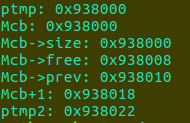 ptmp: 0x938000
Mcb: 0x938000
Mcb->size: 0x938000
Mcb->free: 0x938008
Mcb->prev: 0x938010
Mcb+1: 0x938018
ptmp2: 0x938022